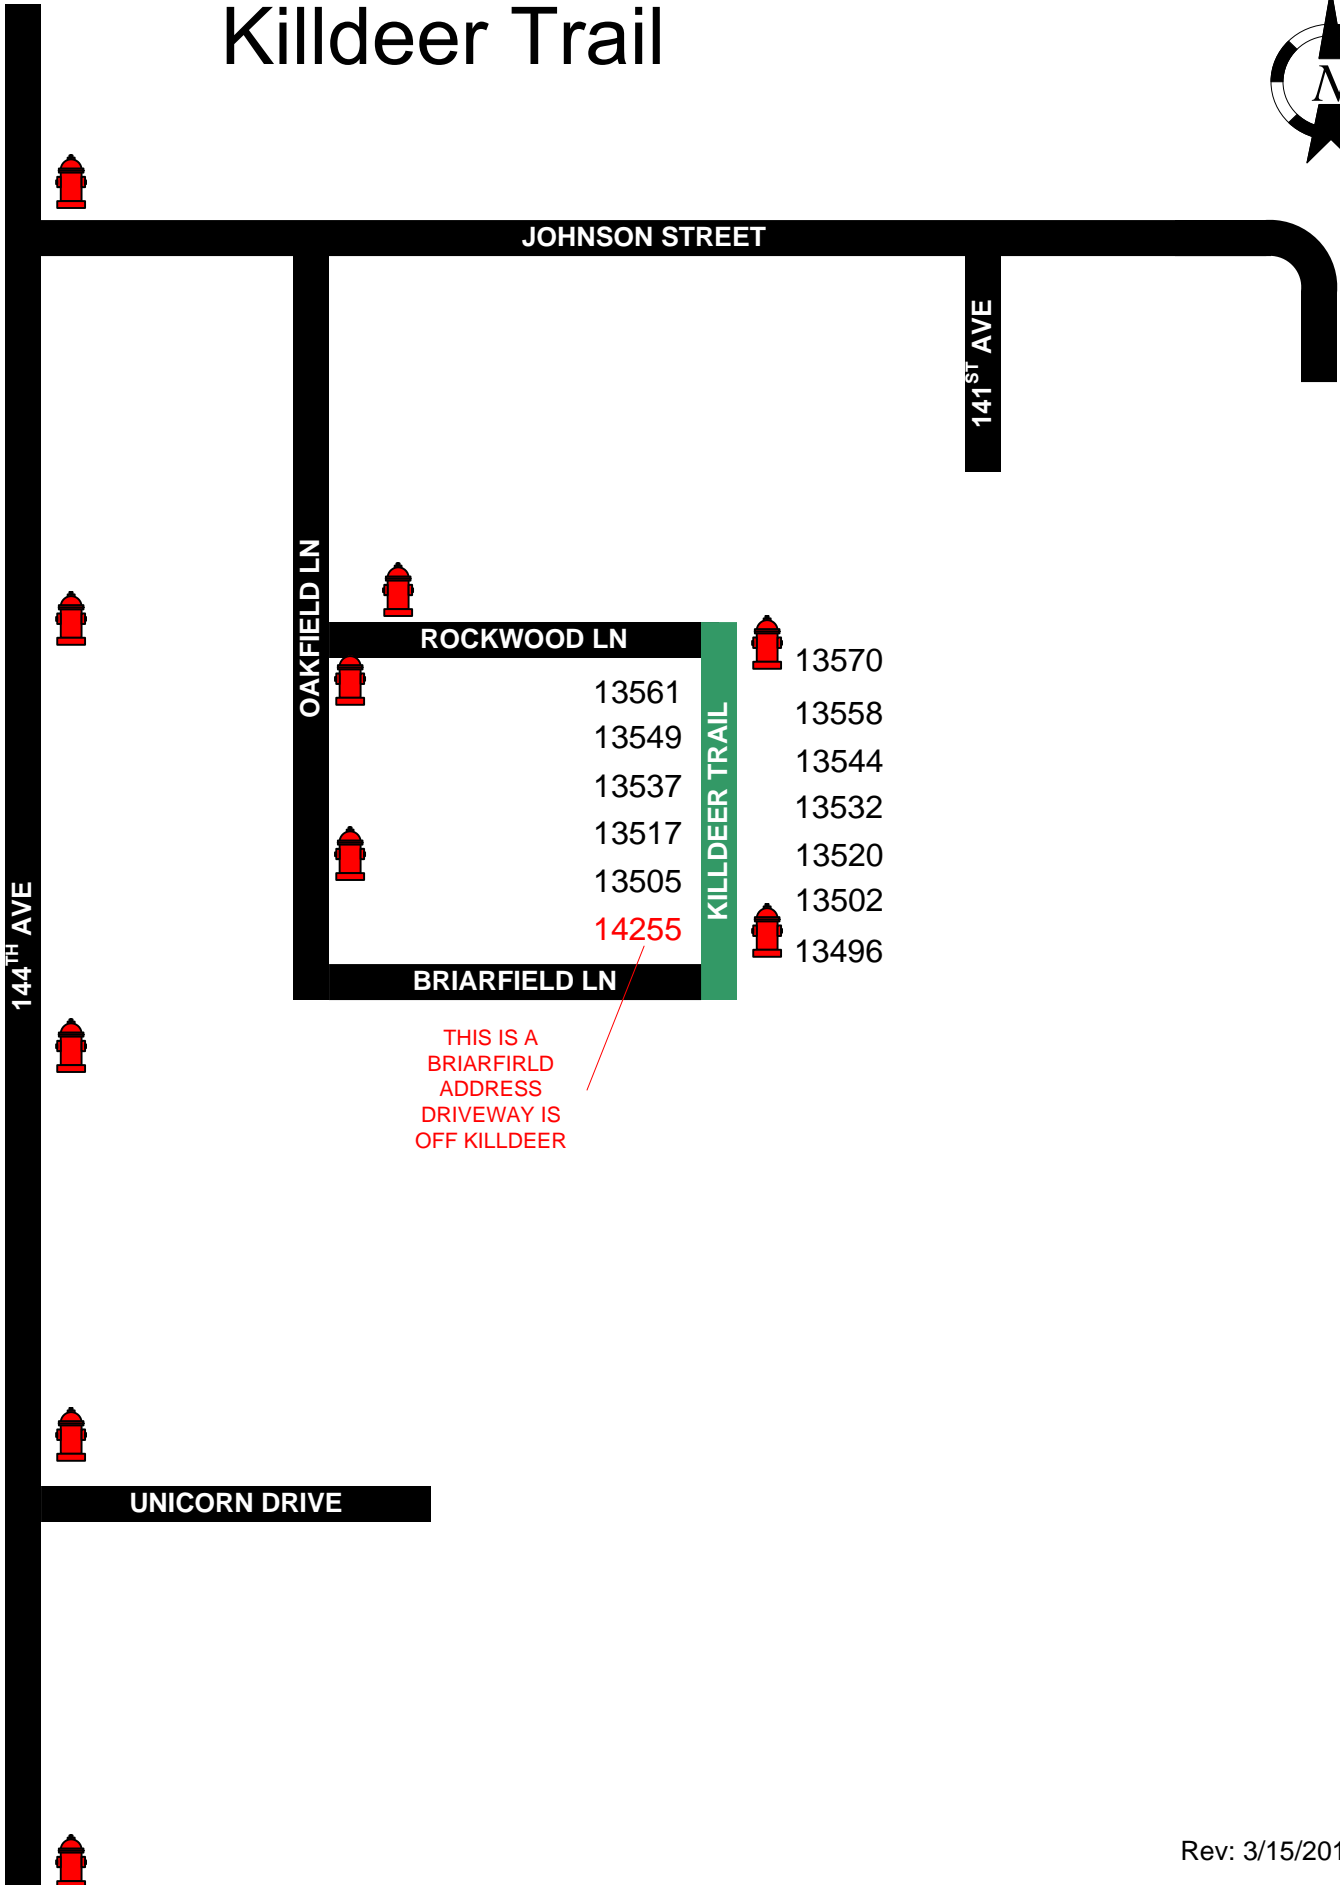 Killdeer Trail
N
JOHNSON STREET
141ST AVE
OAKFIELD LN
ROCKWOOD LN
KILLDEER TRAIL
13561
13549
13537
13517
13505
14255
13570
13558
13544
13532
13520
13502
13496
144TH AVE
BRIARFIELD LN
THIS IS A
BRIARFIRLD
ADDRESS
DRIVEWAY IS
OFF KILLDEER
UNICORN DRIVE
Rev: 3/15/201